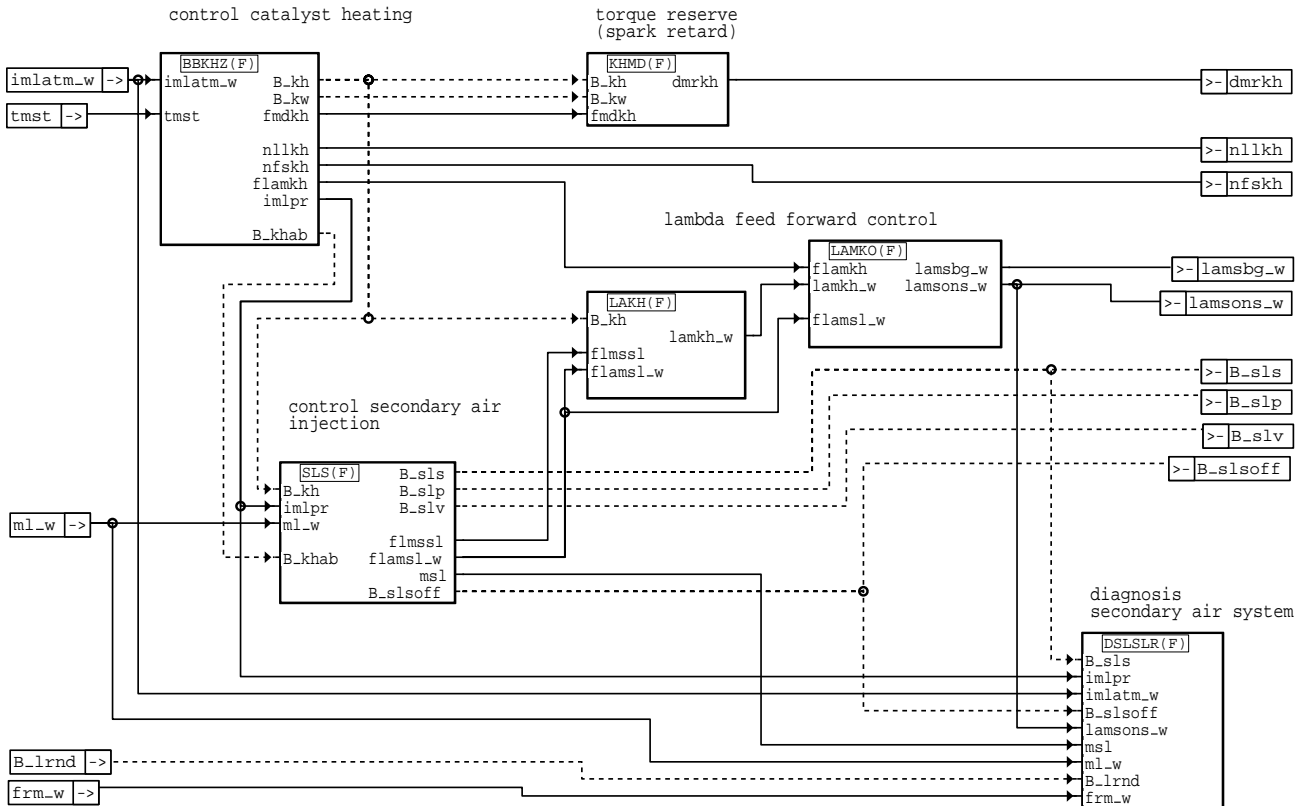 control catalyst heating
torque reserve
(spark retard)
BBKHZ(F)
KHMD(F)
imlatm_w ->
imlatm_w
B_kh
B_kh
dmrkh
>- dmrkh
B_kw
B_kw
tmst ->
tmst
fmdkh
fmdkh
nllkh
>- nllkh
nfskh
>- nfskh
flamkh
imlpr
B_khab
lambda feed forward control
LAMKO(F)
flamkh
lamsbg_w
>- lamsbg_w
lamkh_w
lamsons_w
>- lamsons_w
flamsl_w
LAKH(F)
B_kh
lamkh_w
flmssl
flamsl_w
>- B_sls
>- B_slp
>- B_slv
>- B_slsoff
control secondary air
injection
SLS(F)
B_sls
B_kh
B_slp
imlpr
B_slv
ml_w ->
ml_w
flmssl
B_khab
flamsl_w
msl
B_slsoff
diagnosis
secondary air system
DSLSLR(F)
B_sls
imlpr
imlatm_w
B_slsoff
lamsons_w
msl
B_lrnd ->
ml_w
B_lrnd
frm_w ->
frm_w